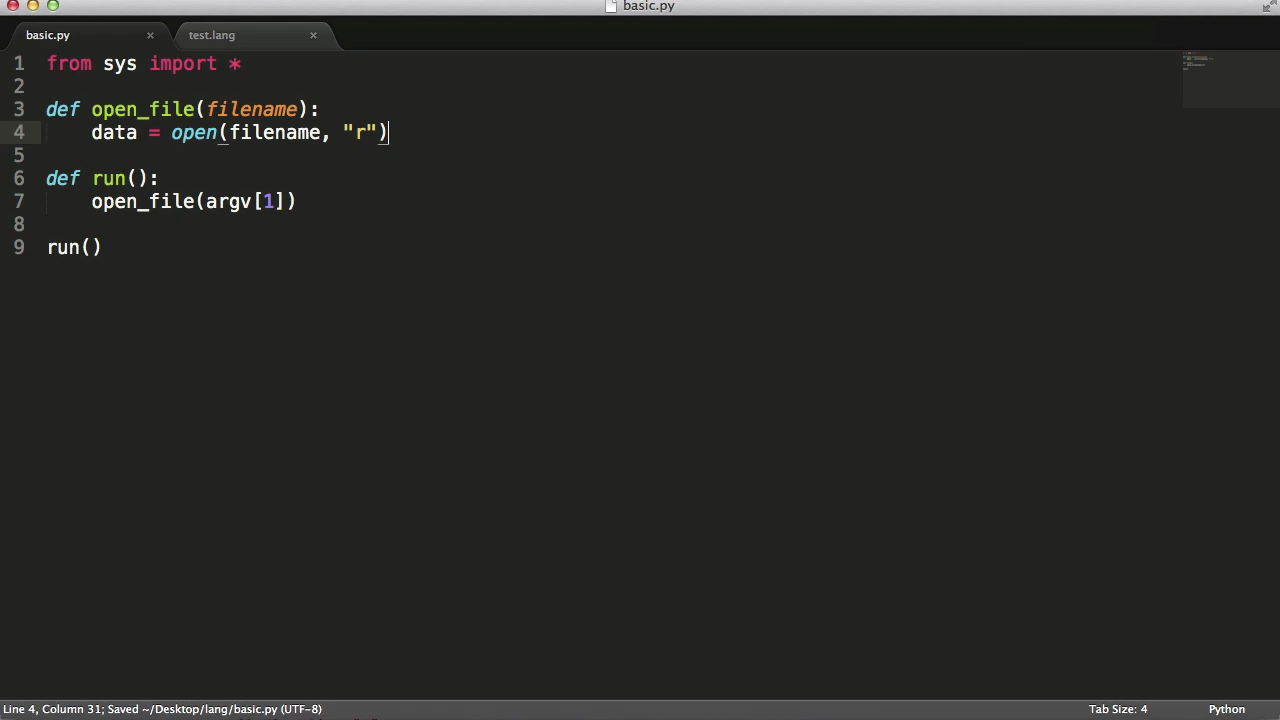 basic.py
basic.py × test.lang ×
1 from sys import *
2
3 def open_file(filename):
4     data = open(filename, "r")
5
6 def run():
7     open_file(argv[1])
8
9 run()
Line 4, Column 31; Saved ~/Desktop/lang/basic.py (UTF-8) Tab Size: 4 Python